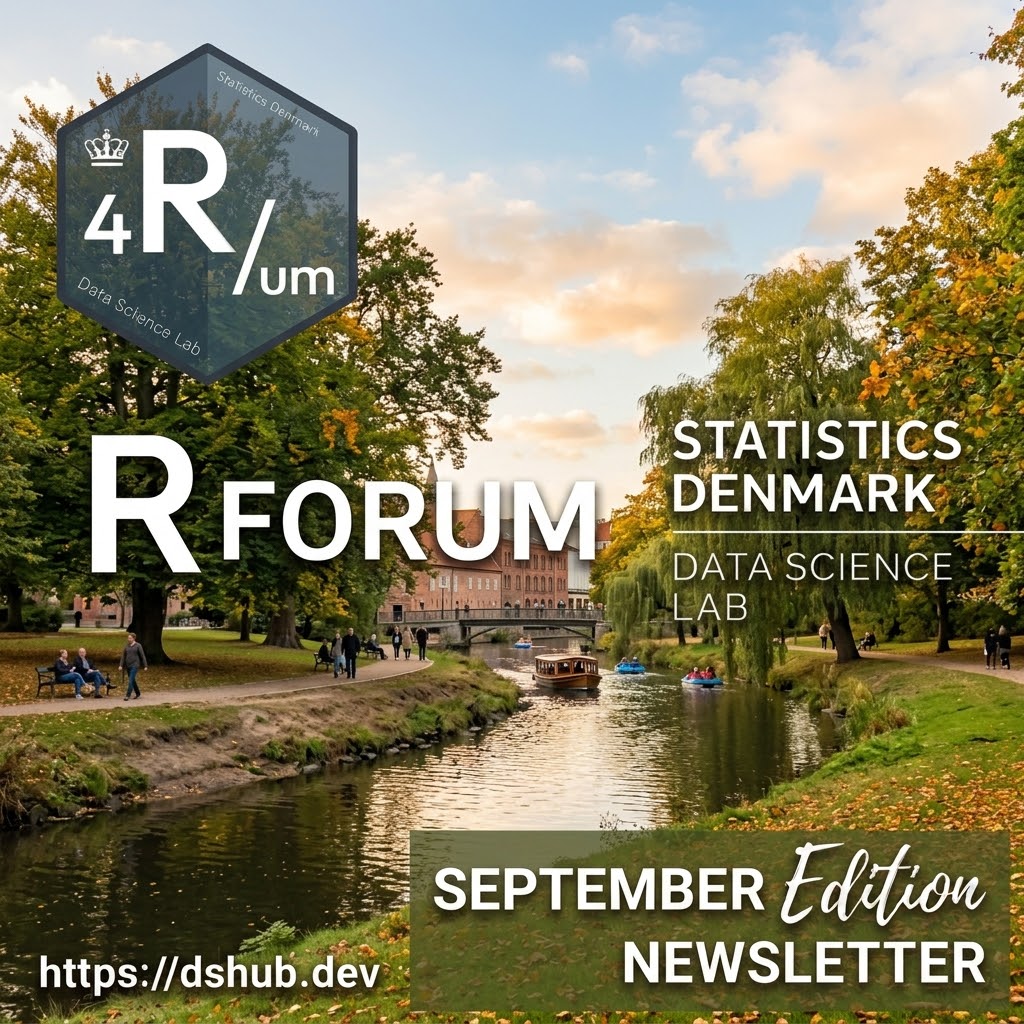 Statistics Denmark
4R/um
Data Science Lab
R FORUM
STATISTICS
DENMARK
DATA SCIENCE
LAB
SEPTEMBER Edition
NEWSLETTER
https://dshub.dev